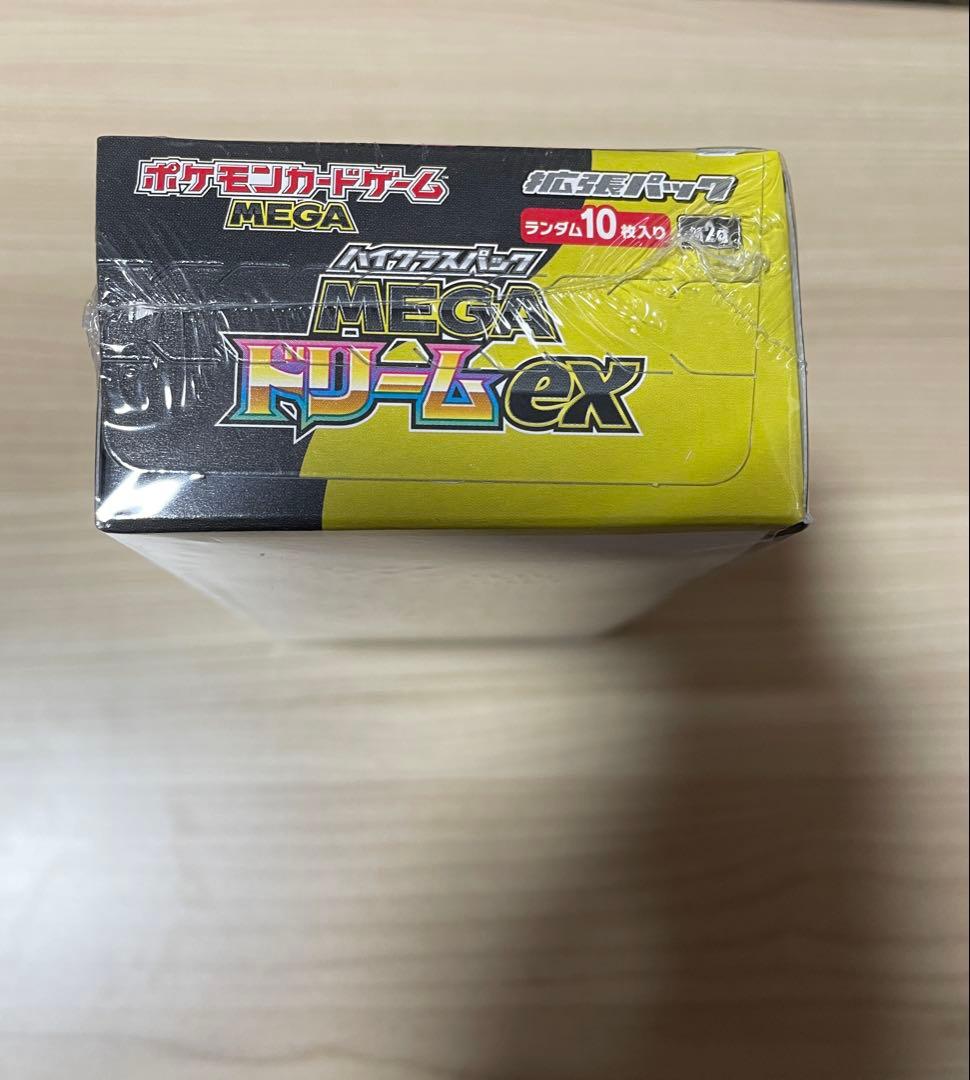 ポケモンカードゲーム
MEGA
拡張パック
ランダム10枚入り
ハイクラスパック
MEGA
ドリームex